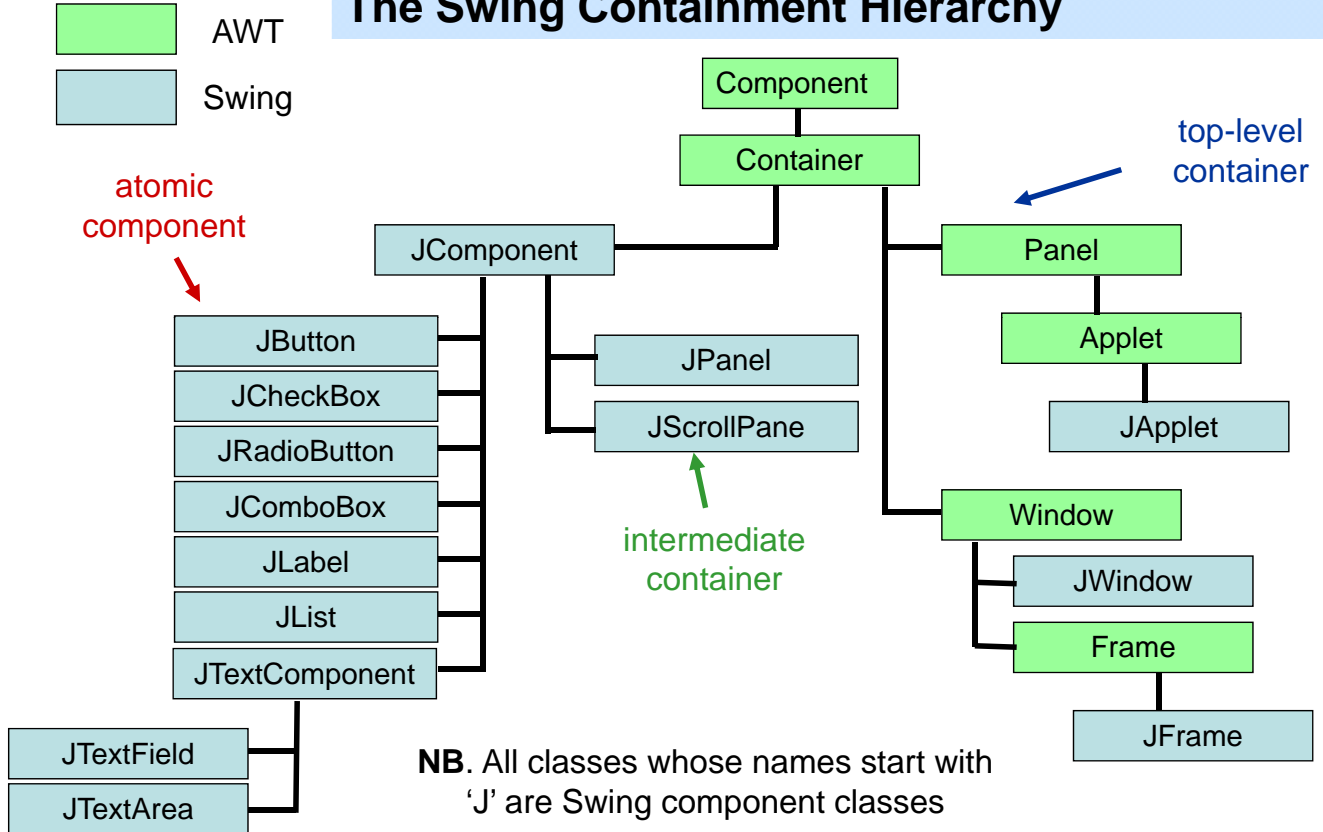 The Swing Containment Hierarchy
AWT
Swing
Component
Container
top-level
container
atomic
component
JComponent
Panel
JButton
JPanel
Applet
JCheckBox
JScrollPane
JApplet
JRadioButton
JComboBox
intermediate
container
Window
JLabel
JWindow
JList
Frame
JTextComponent
JFrame
JTextField
JTextArea
NB. All classes whose names start with
‘J’ are Swing component classes